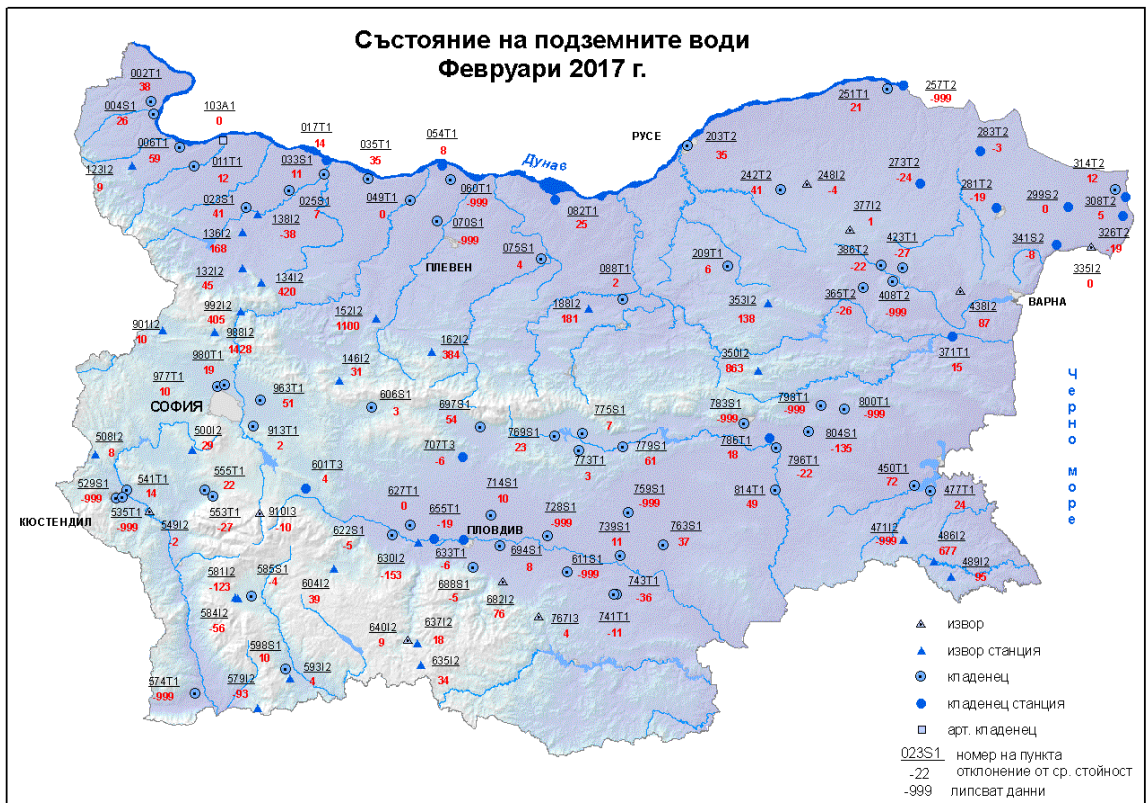 Състояние на подземните води
Февруари 2017 г.
002T1
38
004S1
26
103A1
0
006T1
59
011T1
12
123I2
9
017T1
14
033S1
11
035T1
35
054T1
8
025S1
7
023S1
41
138I2
-38
136I2
168
049T1
0
060T1
-999
070S1
-999
Дунав
082T1
25
РУСЕ
203T2
35
251T1
21
257T2
-999
283T2
-3
273T2
-24
242T2
41
248I2
-4
281T2
-19
299S2
0
314T2
12
308T2
5
326T2
-19
377I2
1
386T2
-22
423T1
-27
341S2
-8
335I2
0
132I2
45
134I2
420
ПЛЕВЕН
075S1
4
088T1
2
209T1
6
365T2
-26
408T2
-999
438I2
87
ВАРНА
992I2
405
901I2
10
988I2
1428
152I2
1180
188I2
181
353I2
138
162I2
384
371T1
15
350I2
863
980T1
19
977T1
10
146I2
31
СОФИЯ
963T1
51
606T1
3
697S1
54
775S1
7
783S1
-999
798T1
-999
800T1
-999
Черно море
500I2
29
913T1
2
508I2
8
769S1
23
707T3
-6
773T1
3
779S1
61
786T1
18
804S1
-135
796T1
-22
601T3
4
541T1
14
555T1
22
529S1
-999
535T1
-999
КЮСТЕНДИЛ
549I2
2
553T1
-27
910I3
-10
627T1
0
714S1
10
655T1
-19
ПЛОВДИВ
728S1
-999
759S1
-999
814T1
49
450T1
72
477T1
24
622S1
-5
630I2
-153
633T1
-6
694S1
8
739S1
11
763S1
37
471I2
-999
486I2
677
489I2
95
611S1
-999
581I2
-123
585S1
-4
604I2
39
688S1
-5
682I2
76
743T1
-36
741T1
-11
584I2
-56
767I3
4
640I2
9
637I2
18
635I2
34
598S1
10
593I2
4
579I2
-93
574T1
-999
извор
извор станция
кладенец
кладенец станция
арт. кладенец
023S1 номер на пункта
-22 отклонение от ср. стойност
-999 липсват данни